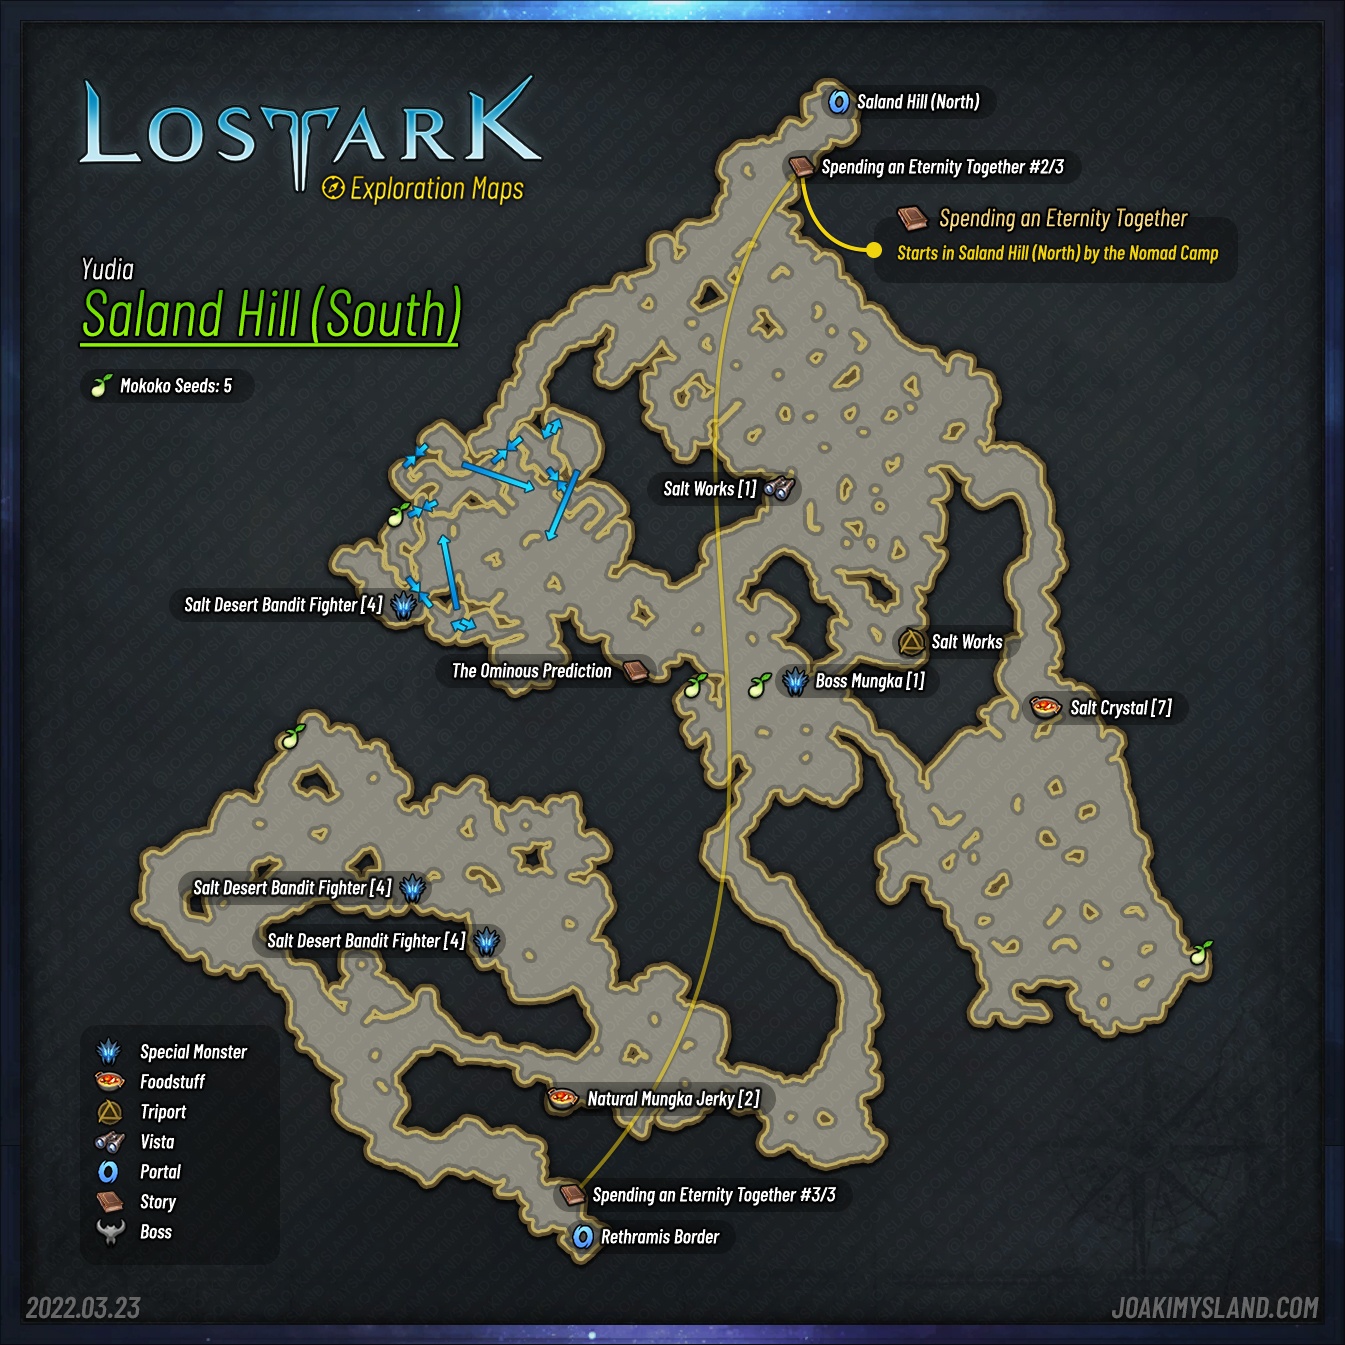 LOST ARK
Exploration Maps
Yudia
Saland Hill (South)
Mokoko Seeds: 5
Saland Hill (North)
Spending an Eternity Together #2/3
Spending an Eternity Together
Starts in Saland Hill (North) by the Nomad Camp
Salt Works [1]
Salt Desert Bandit Fighter [4]
Salt Works
The Ominous Prediction
Boss Mungka [1]
Salt Crystal [7]
Salt Desert Bandit Fighter [4]
Salt Desert Bandit Fighter [4]
Natural Mungka Jerky [2]
Spending an Eternity Together #3/3
Rethramis Border
Special Monster
Foodstuff
Triport
Vista
Portal
Story
Boss
2022.03.23
JOAKIMYSLAND.COM